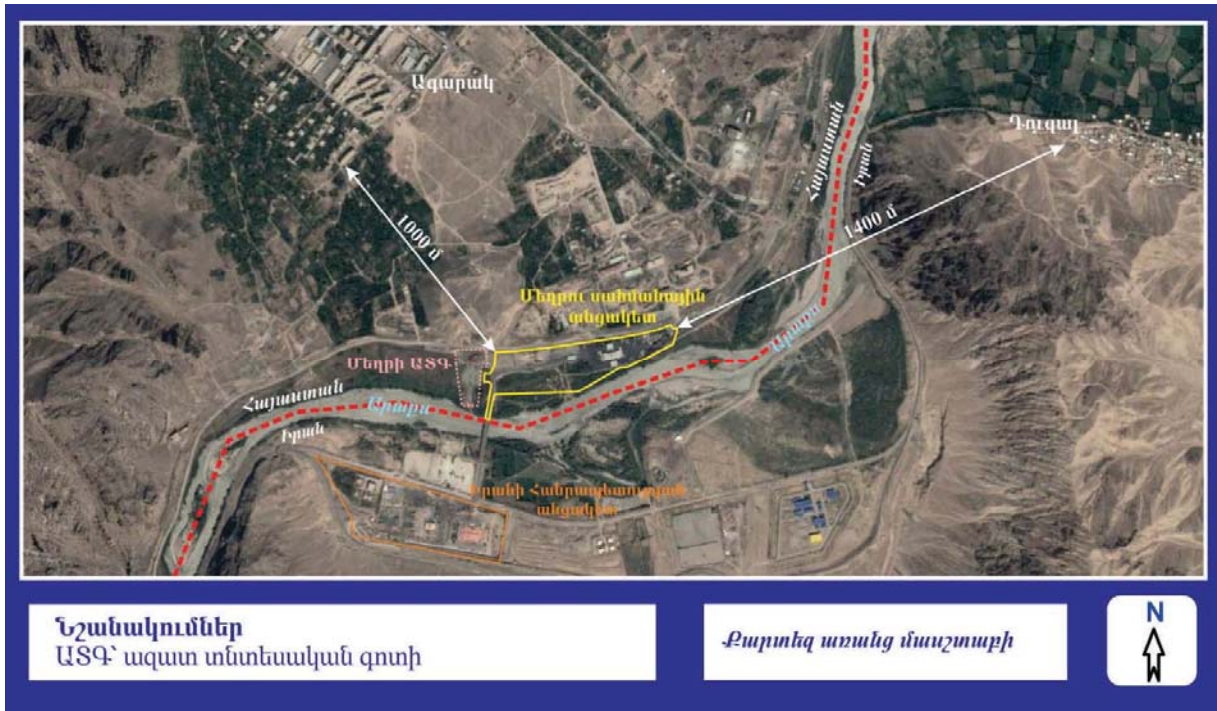 Ագարակ
Դուզալ
Հայաստան
Իրան
1000 մ
1400 մ
Մեղրու սահմանային
անցակետ
Արաքս
Մեղրի ԱՏԳ
Հայաստան
Արաքս
Իրան
Իրանի Հանրապետության
անցակետ
Նշանակումներ
ԱՏԳ՝ ազատ տնտեսական գոտի
Քարտեզ առանց մասշտաբի
N